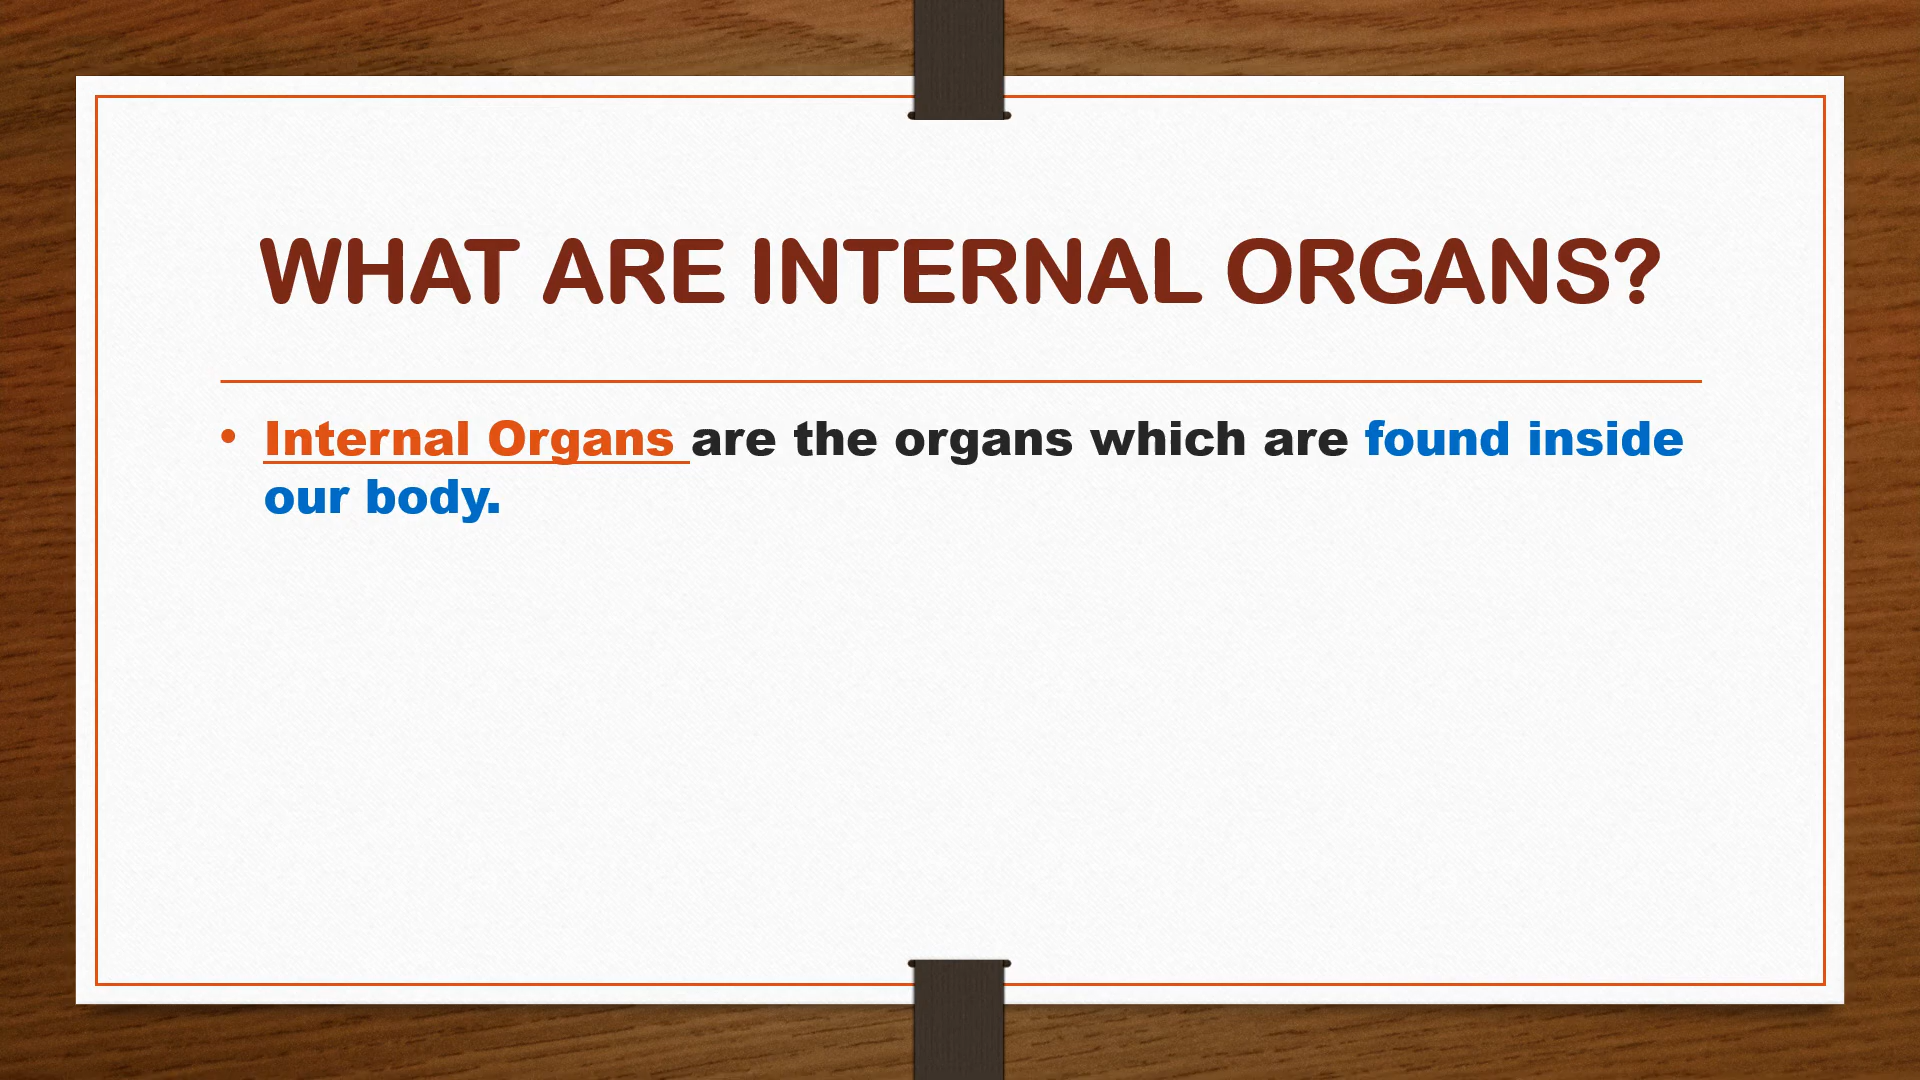 WHAT ARE INTERNAL ORGANS?
• Internal Organs are the organs which are found inside
our body.